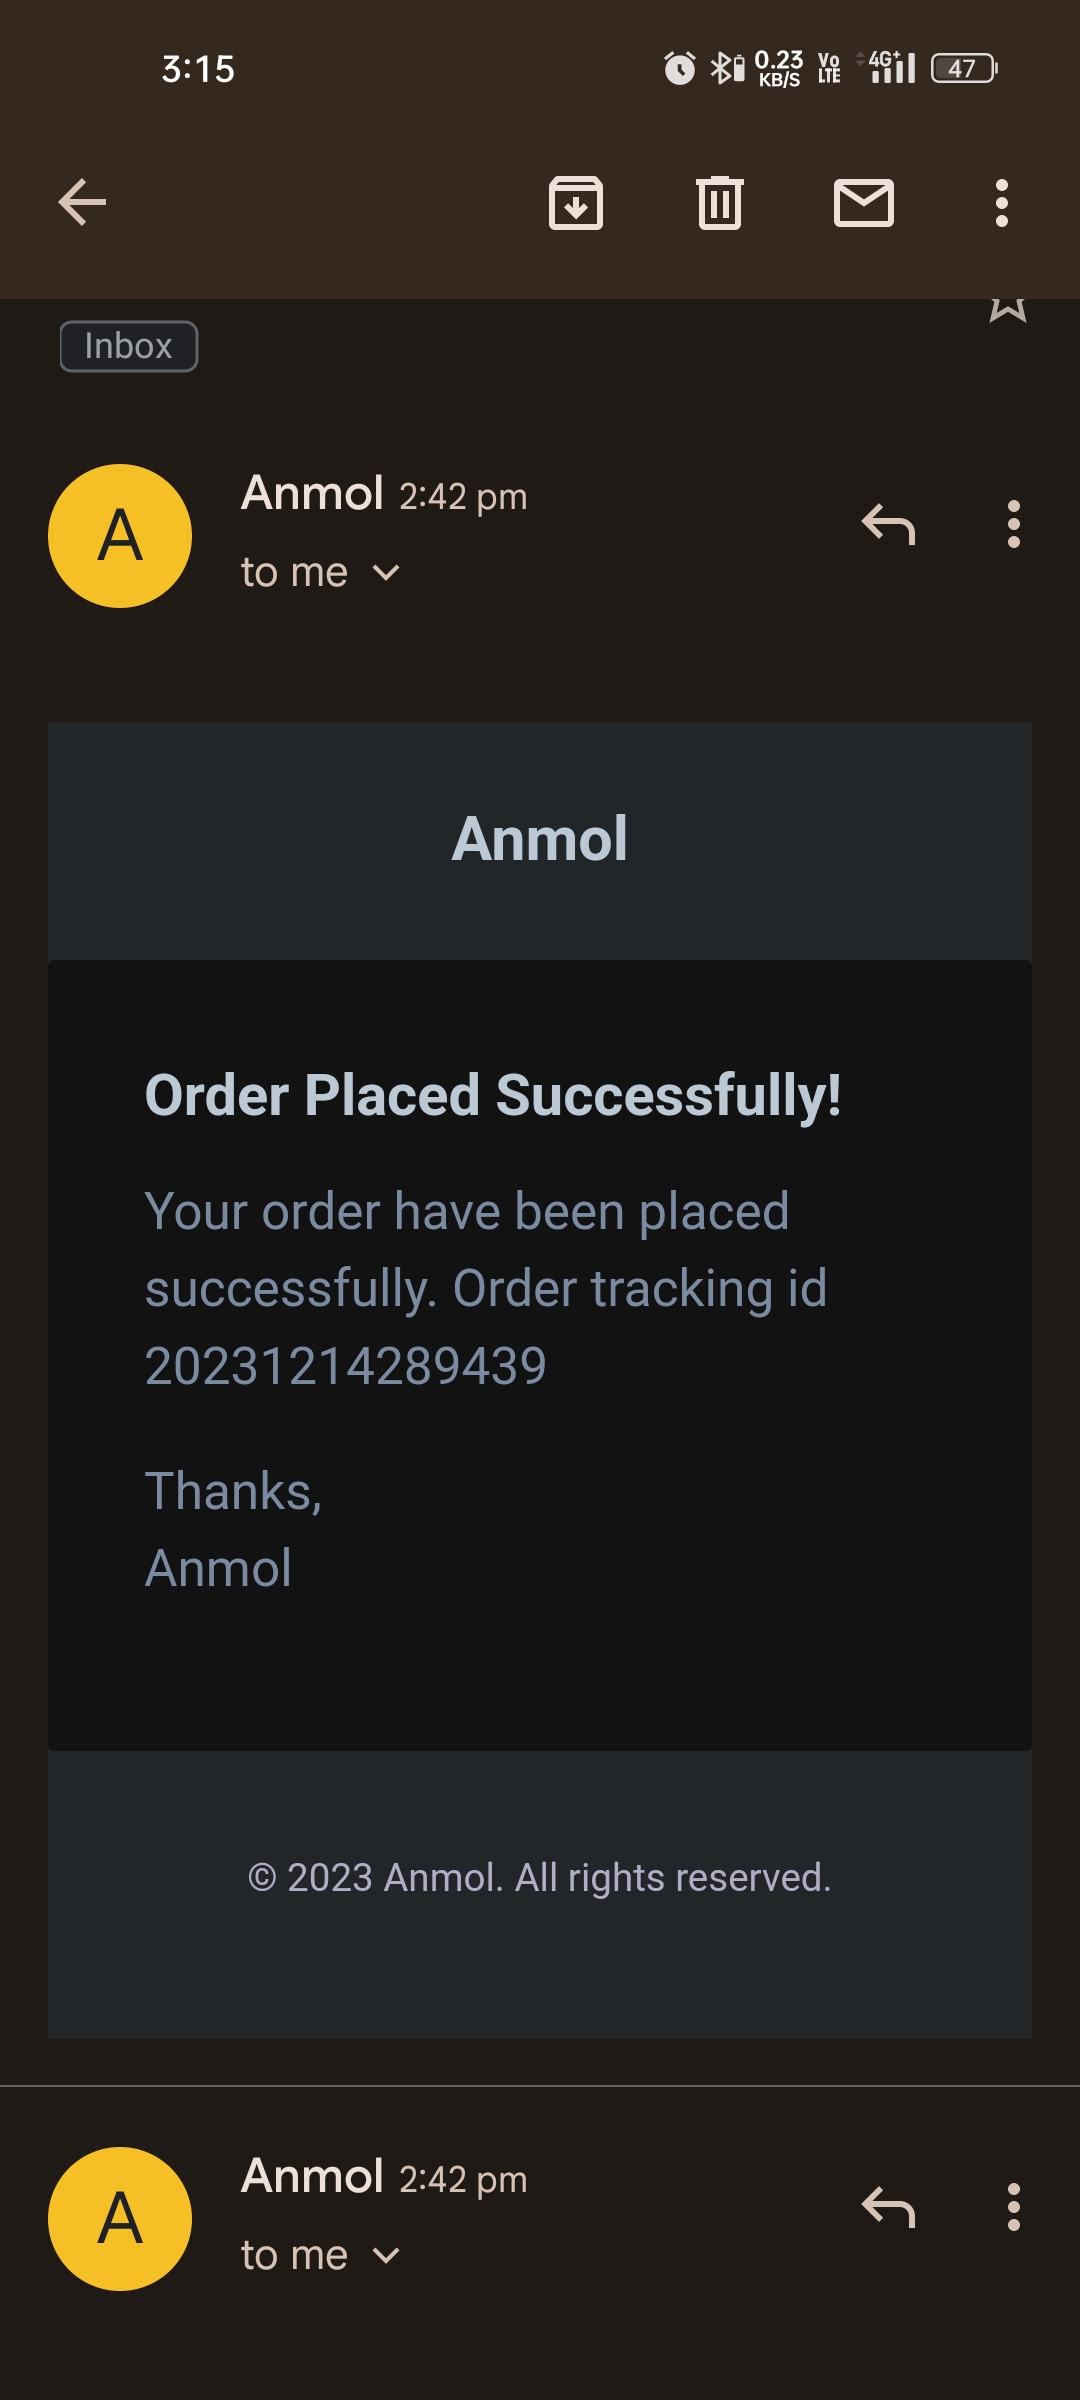 3:15
0.23 KB/S Vo LTE 4G+ 47
Inbox
A
Anmol 2:42 pm
to me
Anmol
Order Placed Successfully!
Your order have been placed
successfully. Order tracking id
20231214289439
Thanks,
Anmol
© 2023 Anmol. All rights reserved.
A
Anmol 2:42 pm
to me